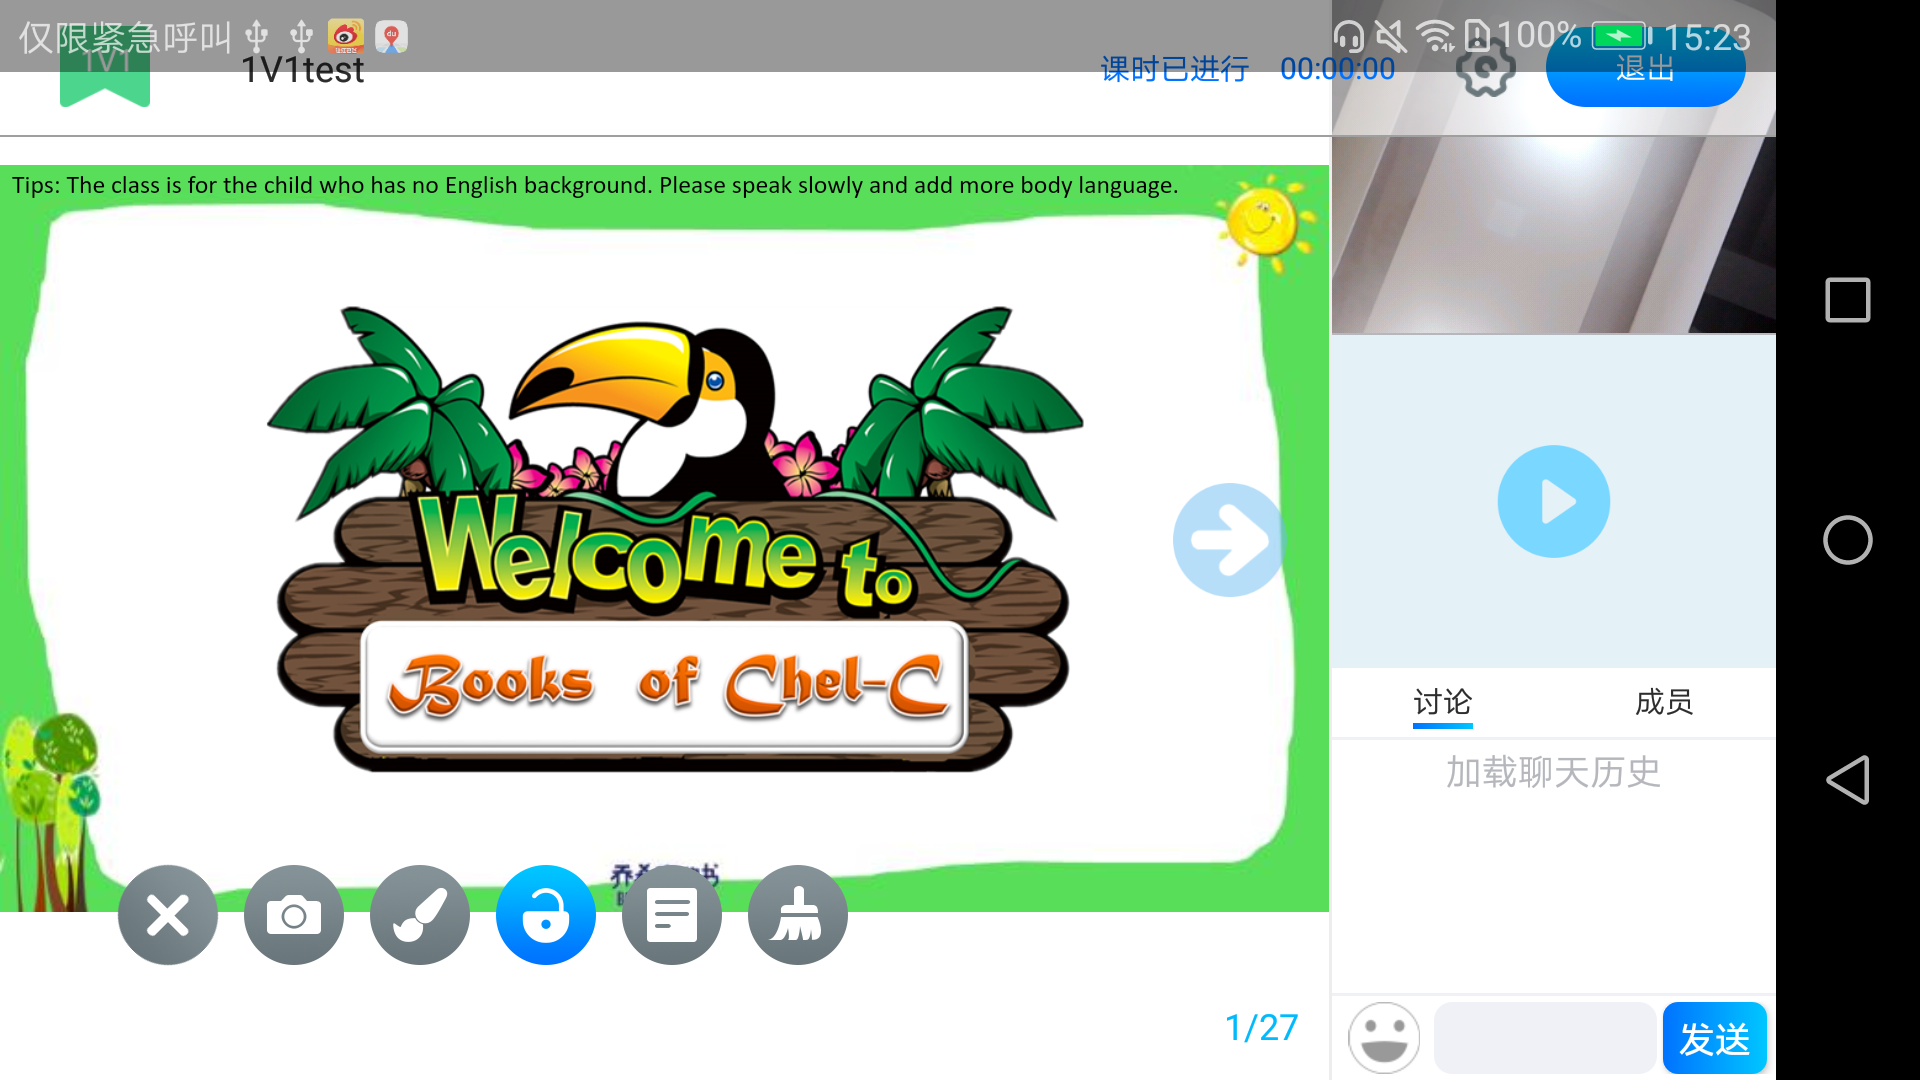 仅限紧急呼叫
100%
15:23
1V1
1V1test
课时已进行 00:00:00
退出
Tips: The class is for the child who has no English background. Please speak slowly and add more body language.
Welcome to
Books of Chel-C
讨论
成员
加载聊天历史
1/27
发送